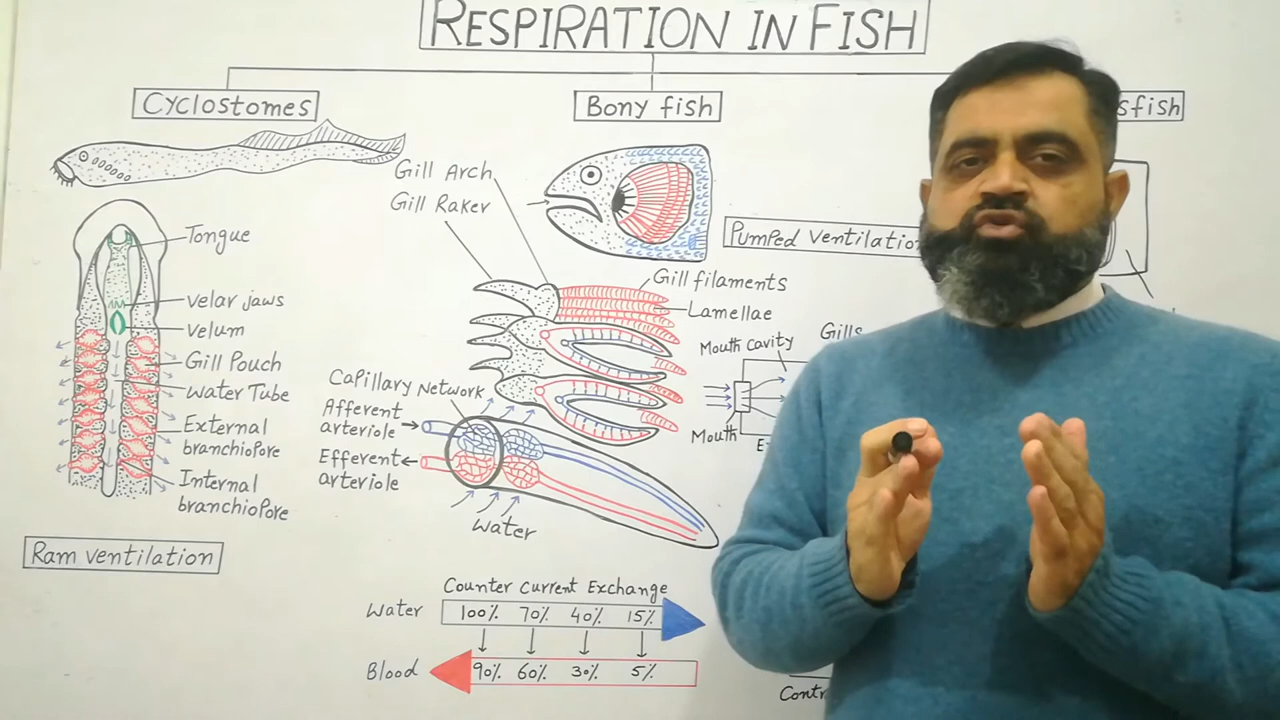 RESPIRATION IN FISH
Cyclostomes
Bony fish
sfish
Gill Arch
Gill Raker
Pumped Ventilatio
Tongue
velar jaws
velum
Gill Pouch
water Tube
External
branchiopore
Internal
branchiopore
Ram ventilation
Gill filaments
Lamellae
Gills
Mouth cavity
Mouth
E
Capillary Network
Afferent
arteriole
Efferent
arteriole
Water
Counter Current Exchange
Water 100% 70% 40% 15%
Blood 90% 60% 30% 5%
Contr